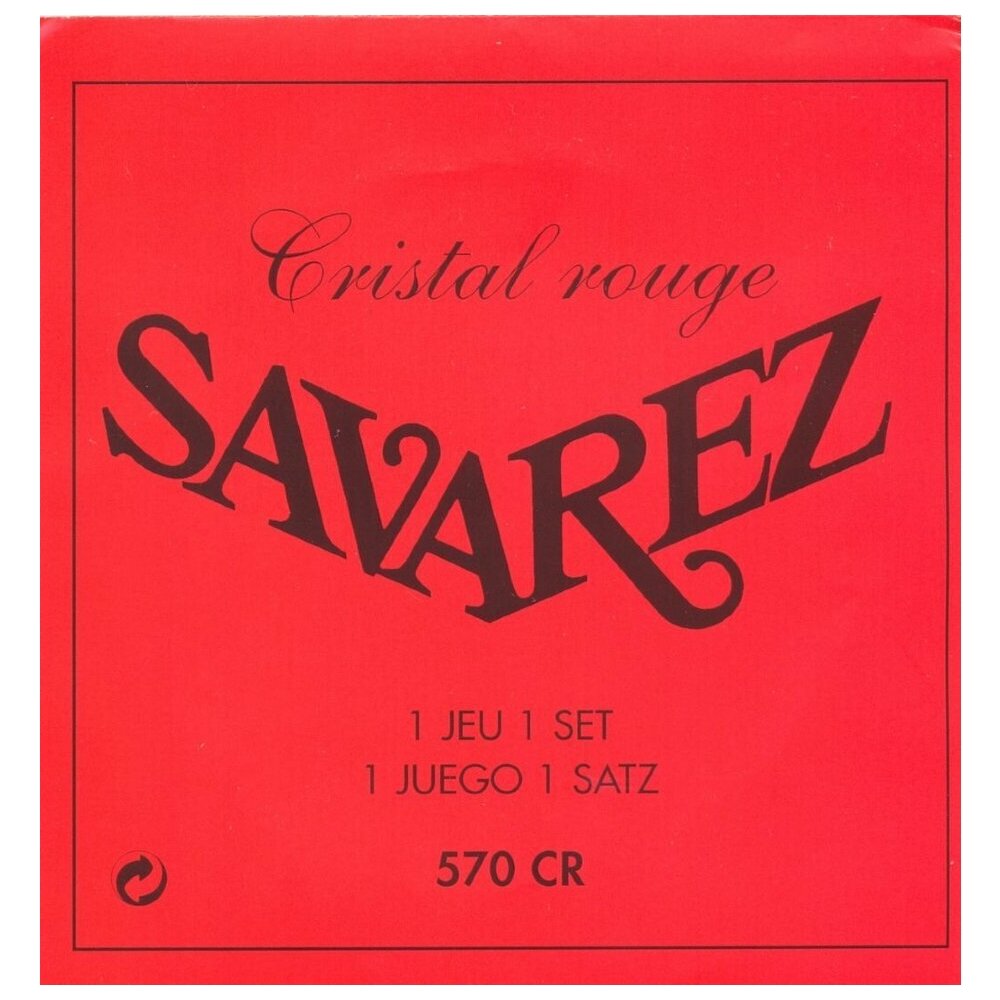 Cristal rouge
SAVAREZ
1 JEU 1 SET
1 JUEGO 1 SATZ
570 CR